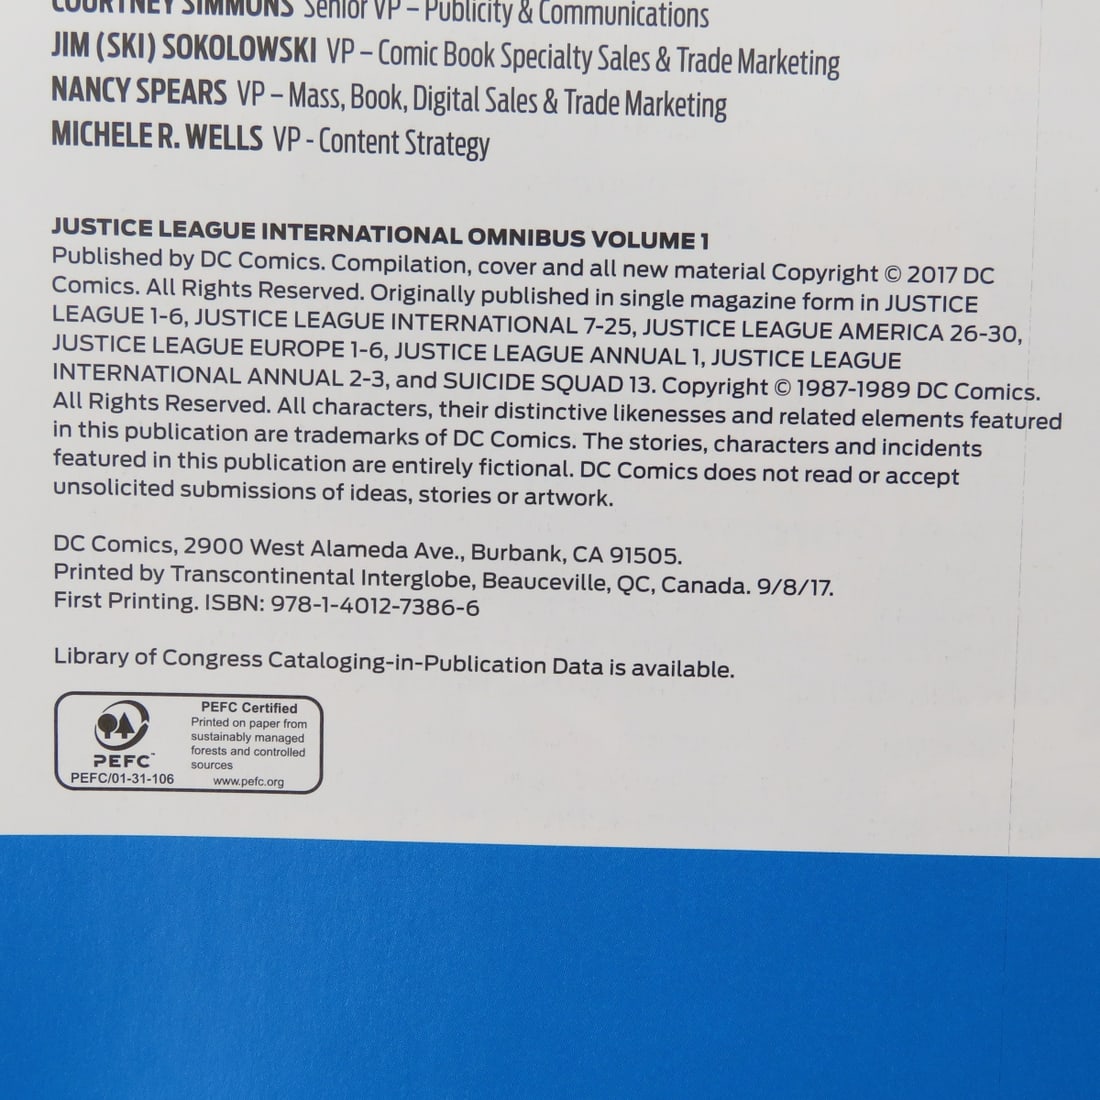 COURTNEY SIMMONS Senior VP – Publicity & Communications
JIM (SKI) SOKOLOWSKI VP – Comic Book Specialty Sales & Trade Marketing
NANCY SPEARS VP – Mass, Book, Digital Sales & Trade Marketing
MICHELE R. WELLS VP - Content Strategy
JUSTICE LEAGUE INTERNATIONAL OMNIBUS VOLUME 1
Published by DC Comics. Compilation, cover and all new material Copyright © 2017 DC
Comics. All Rights Reserved. Originally published in single magazine form in JUSTICE
LEAGUE 1-6, JUSTICE LEAGUE INTERNATIONAL 7-25, JUSTICE LEAGUE AMERICA 26-30,
JUSTICE LEAGUE EUROPE 1-6, JUSTICE LEAGUE ANNUAL 1, JUSTICE LEAGUE
INTERNATIONAL ANNUAL 2-3, and SUICIDE SQUAD 13. Copyright © 1987-1989 DC Comics.
All Rights Reserved. All characters, their distinctive likenesses and related elements featured
in this publication are trademarks of DC Comics. The stories, characters and incidents
featured in this publication are entirely fictional. DC Comics does not read or accept
unsolicited submissions of ideas, stories or artwork.
DC Comics, 2900 West Alameda Ave., Burbank, CA 91505.
Printed by Transcontinental Interglobe, Beauceville, QC, Canada. 9/8/17.
First Printing. ISBN: 978-1-4012-7386-6
Library of Congress Cataloging-in-Publication Data is available.
PEFC™
PEFC/01-31-106
PEFC Certified
Printed on paper from
sustainably managed
forests and controlled
sources
www.pefc.org